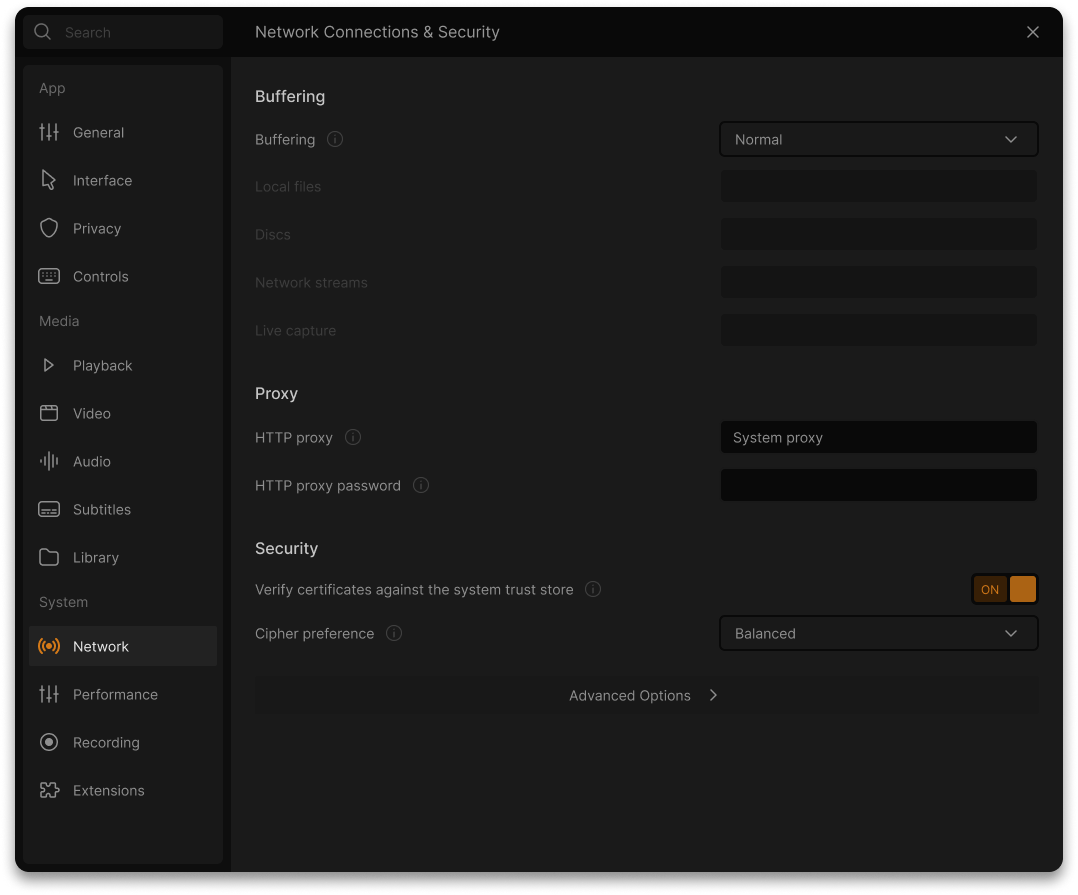 Search
Network Connections & Security
App
General
Interface
Privacy
Controls
Media
Playback
Video
Audio
Subtitles
Library
System
Network
Performance
Recording
Extensions
Buffering
Buffering
Normal
Local files
Discs
Network streams
Live capture
Proxy
HTTP proxy
System proxy
HTTP proxy password
Security
Verify certificates against the system trust store
ON
Cipher preference
Balanced
Advanced Options